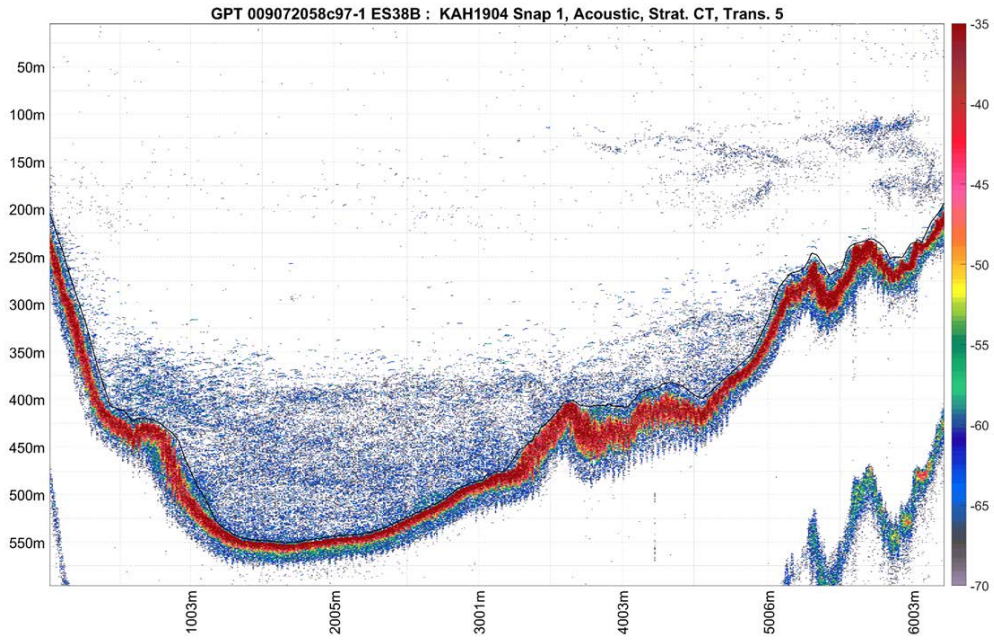 GPT 009072058c97-1 ES38B : KAH1904 Snap 1, Acoustic, Strat. CT, Trans. 5
50m
100m
150m
200m
250m
300m
350m
400m
450m
500m
550m
1003m
2005m
3001m
4003m
5006m
6003m
-35
-40
-45
-50
-55
-60
-65
-70